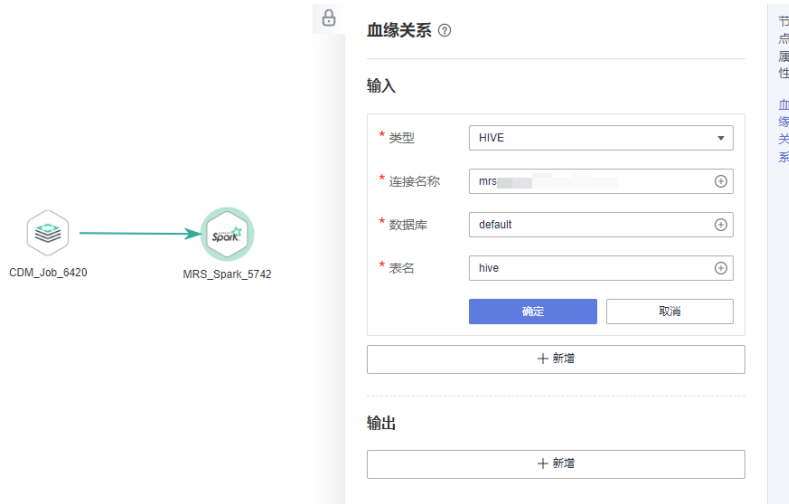 血缘关系
输入
* 类型 HIVE
* 连接名称 mrs
* 数据库 default
* 表名 hive
确定 取消
+ 新增
输出
+ 新增
CDM_Job_6420
Spark
MRS_Spark_5742
节点属性
血缘关系